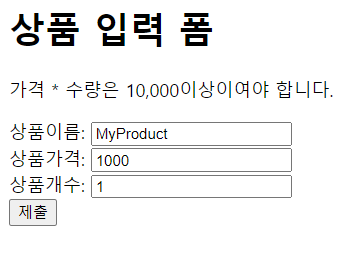 상품 입력 폼
가격 * 수량은 10,000이상이여야 합니다.
상품이름: MyProduct
상품가격: 1000
상품개수: 1
제출